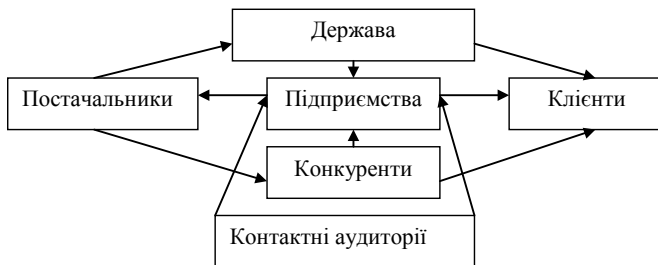 Держава
Постачальники
Підприємства
Клієнти
Конкуренти
Контактні аудиторії